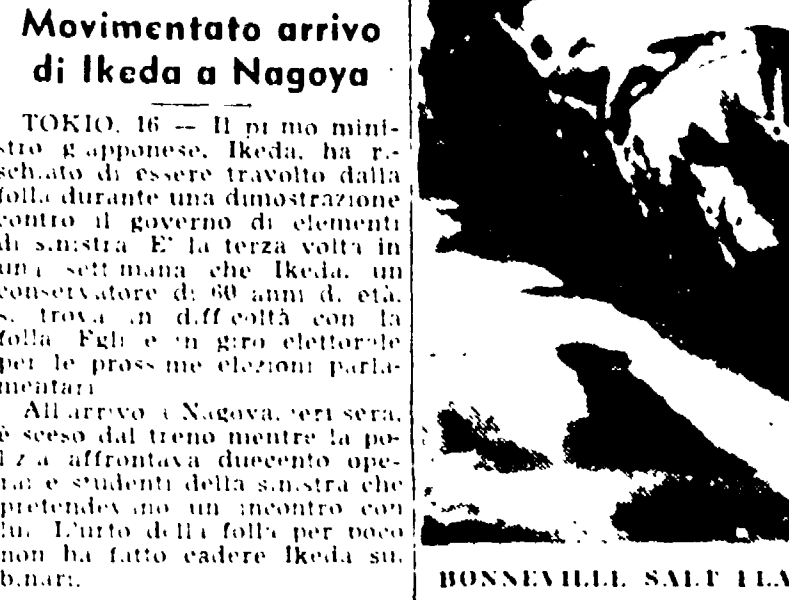 Movimentato arrivo
di Ikeda a Nagoya
TOKIO, 16 — Il primo mini-
stro giapponese, Ikeda, ha ri-
schiato di essere travolto dalla
folla durante una dimostrazione
contro il governo di elementi
di sinistra E' la terza volta in
una settimana che Ikeda, un
conservatore di 60 anni di età,
si trova in difficoltà con la
folla Egli è in giro elettorale
per le prossime elezioni parla-
mentari
All'arrivo a Nagoya, ieri sera,
è sceso dal treno mentre la po-
lizia affrontava duecento ope-
rai e studenti della sinistra che
pretendevano un incontro con
lui. L'urto della folla per poco
non ha fatto cadere Ikeda sui
binari.
BONNEVILLE SALT FLA